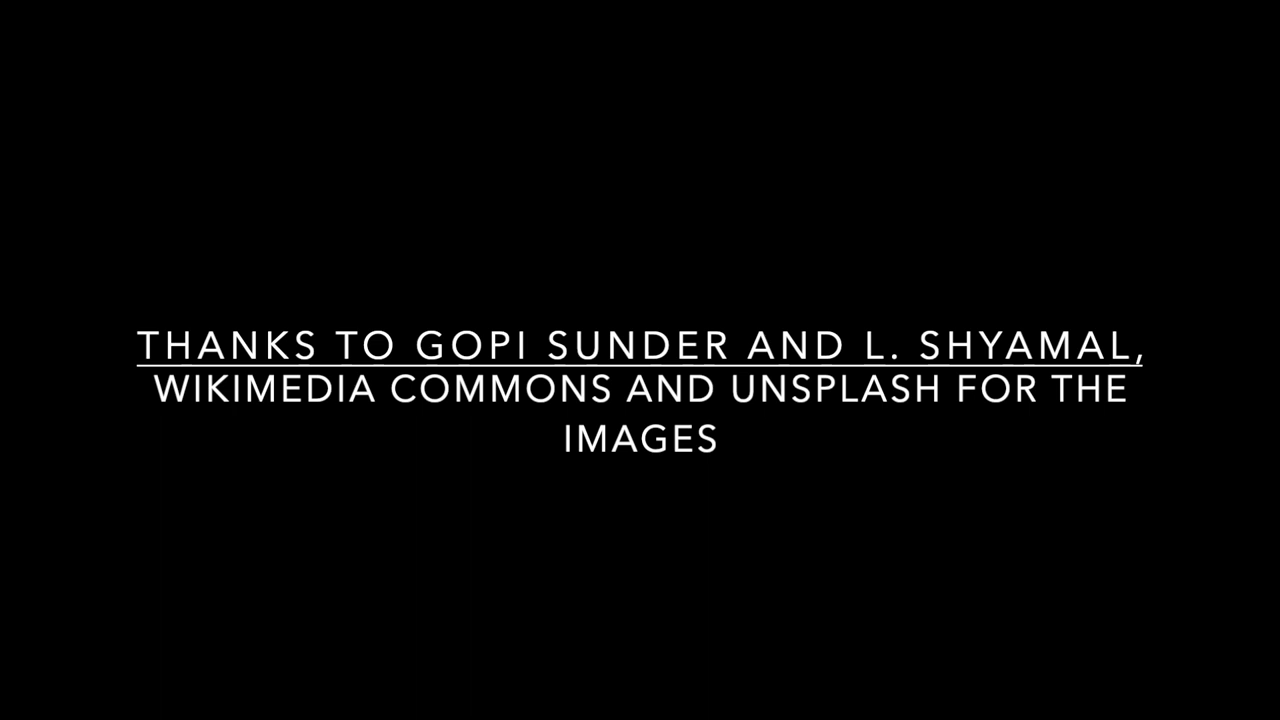 THANKS TO GOPI SUNDER AND L. SHYAMAL,
WIKIMEDIA COMMONS AND UNSPLASH FOR THE
IMAGES